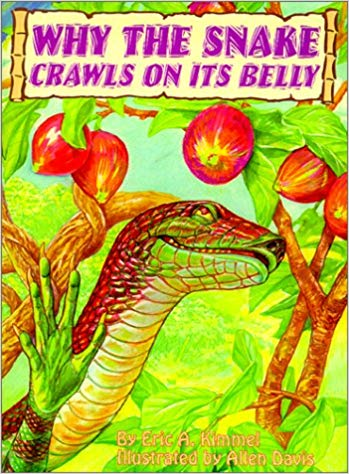 WHY THE SNAKE
CRAWLS ON ITS BELLY
By Eric A. Kimmel
Illustrated by Allen Davis